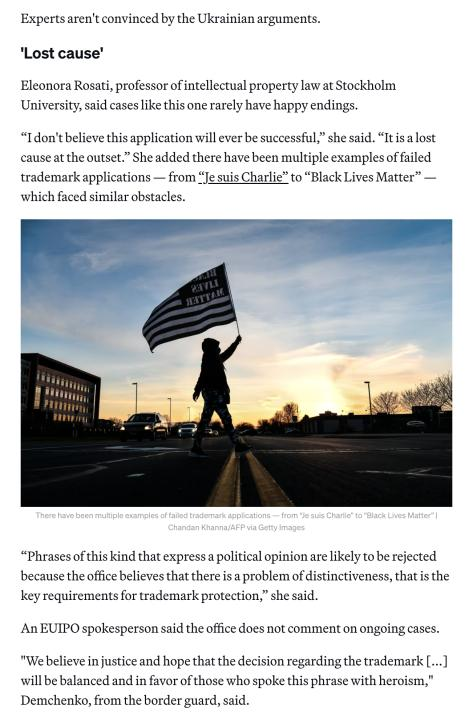 Experts aren't convinced by the Ukrainian arguments.
'Lost cause'
Eleonora Rosati, professor of intellectual property law at Stockholm
University, said cases like this one rarely have happy endings.
“I don't believe this application will ever be successful,” she said. “It is a lost
cause at the outset.” She added there have been multiple examples of failed
trademark applications — from “Je suis Charlie” to “Black Lives Matter” —
which faced similar obstacles.
BLACK
LIVES
MATTER
There have been multiple examples of failed trademark applications — from "Je suis Charlie" to "Black Lives Matter" |
Chandan Khanna/AFP via Getty Images
“Phrases of this kind that express a political opinion are likely to be rejected
because the office believes that there is a problem of distinctiveness, that is the
key requirements for trademark protection,” she said.
An EUIPO spokesperson said the office does not comment on ongoing cases.
"We believe in justice and hope that the decision regarding the trademark [...]
will be balanced and in favor of those who spoke this phrase with heroism,"
Demchenko, from the border guard, said.